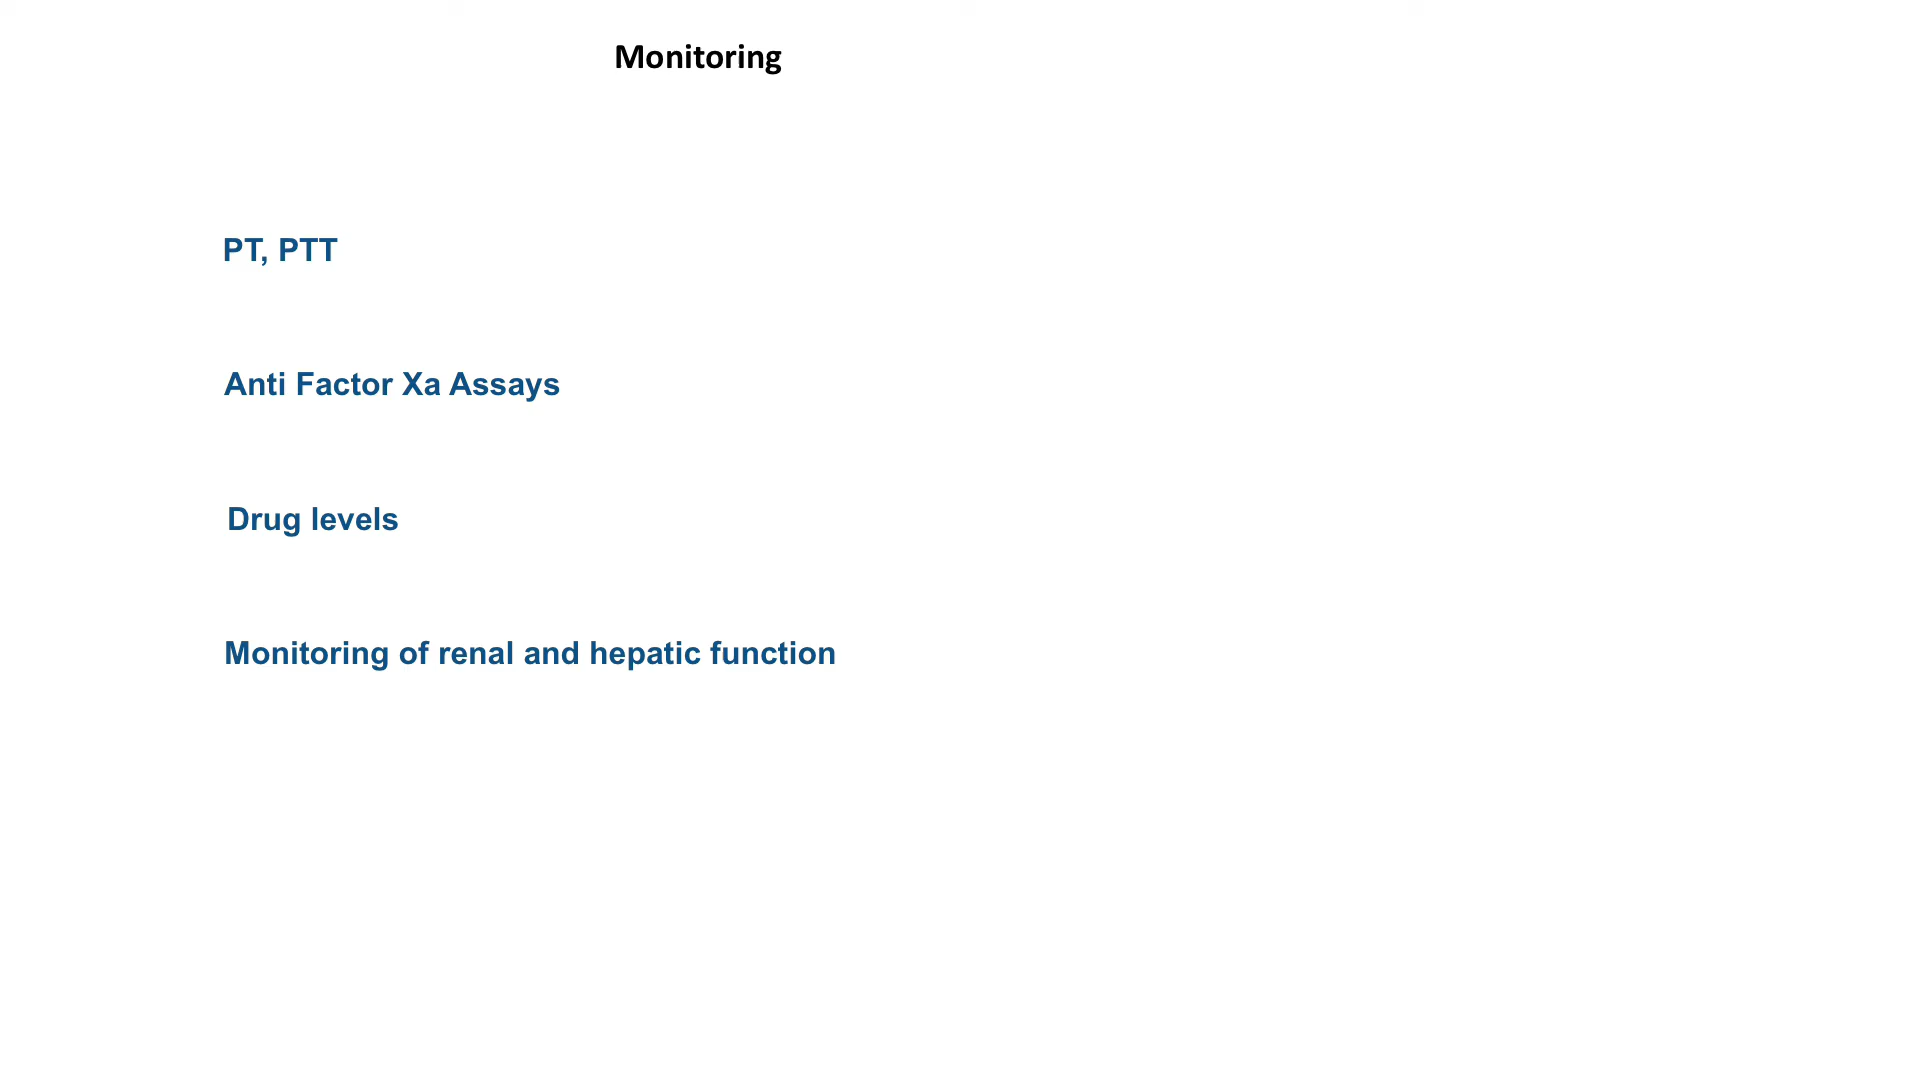 Monitoring
PT, PTT
Anti Factor Xa Assays
Drug levels
Monitoring of renal and hepatic function